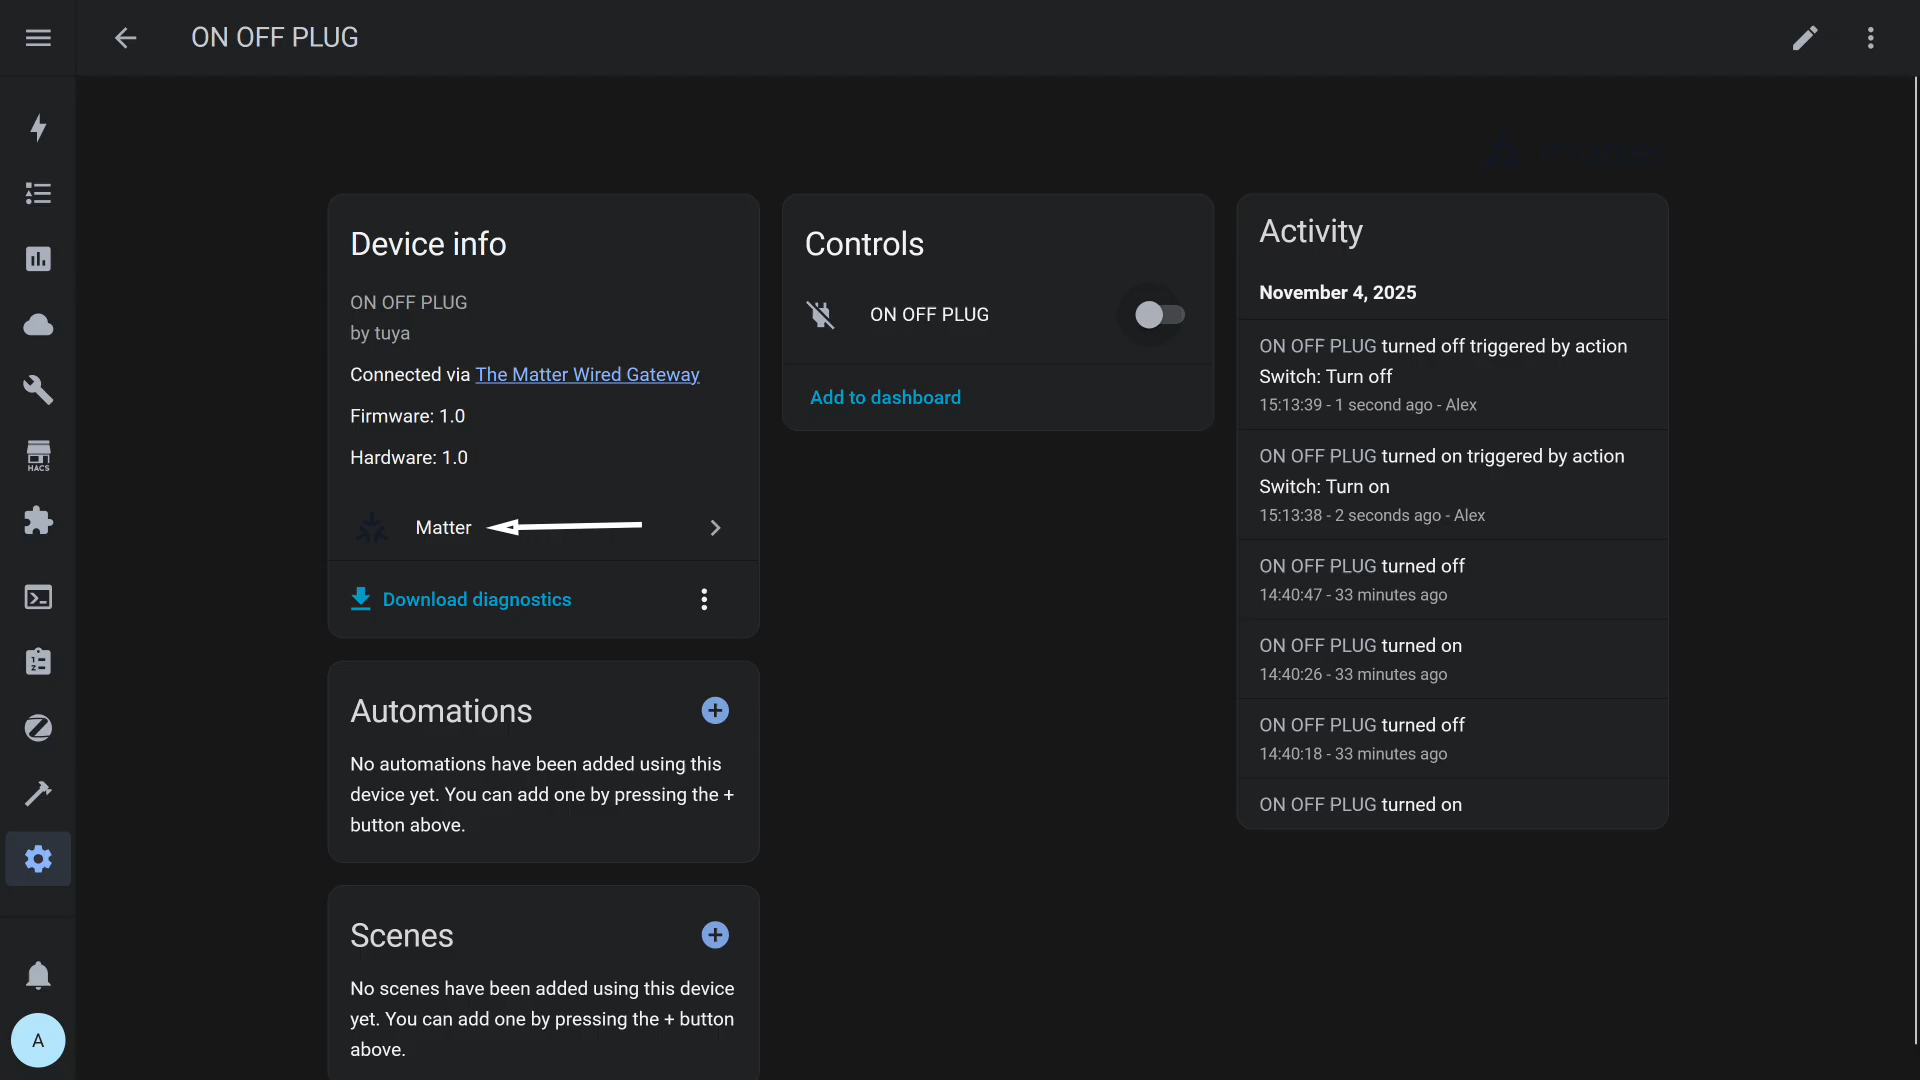 ON OFF PLUG
HACS
Device info
ON OFF PLUG
by tuya
Connected via The Matter Wired Gateway
Firmware: 1.0
Hardware: 1.0
Matter
Download diagnostics
Automations
No automations have been added using this
device yet. You can add one by pressing the +
button above.
Scenes
No scenes have been added using this device
yet. You can add one by pressing the + button
above.
Controls
ON OFF PLUG
Add to dashboard
Activity
November 4, 2025
ON OFF PLUG turned off triggered by action
Switch: Turn off
15:13:39 - 1 second ago - Alex
ON OFF PLUG turned on triggered by action
Switch: Turn on
15:13:38 - 2 seconds ago - Alex
ON OFF PLUG turned off
14:40:47 - 33 minutes ago
ON OFF PLUG turned on
14:40:26 - 33 minutes ago
ON OFF PLUG turned off
14:40:18 - 33 minutes ago
ON OFF PLUG turned on
A